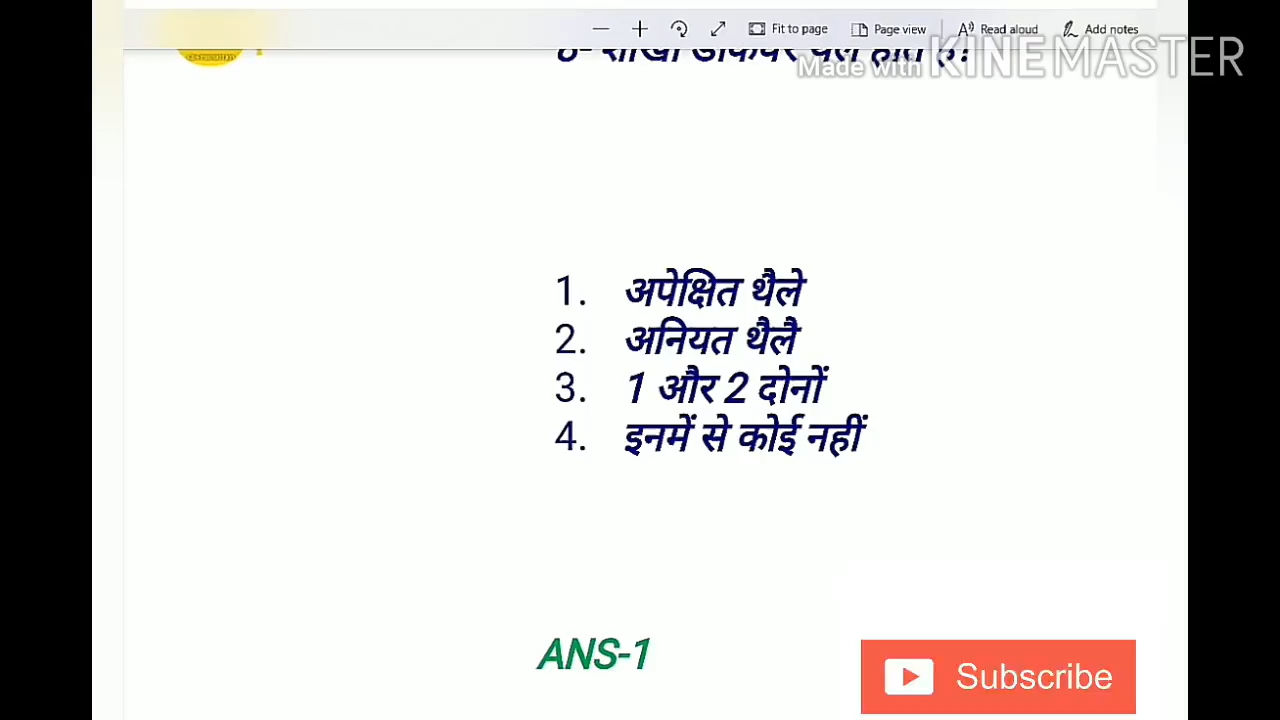 Fit to page Page view Read aloud Add notes
Made with KINEMASTER
शाखा डाकघर थैले होते है?
1. अपेक्षित थैले
2. अनियत थैलै
3. 1 और 2 दोनों
4. इनमें से कोई नहीं
ANS-1
Subscribe